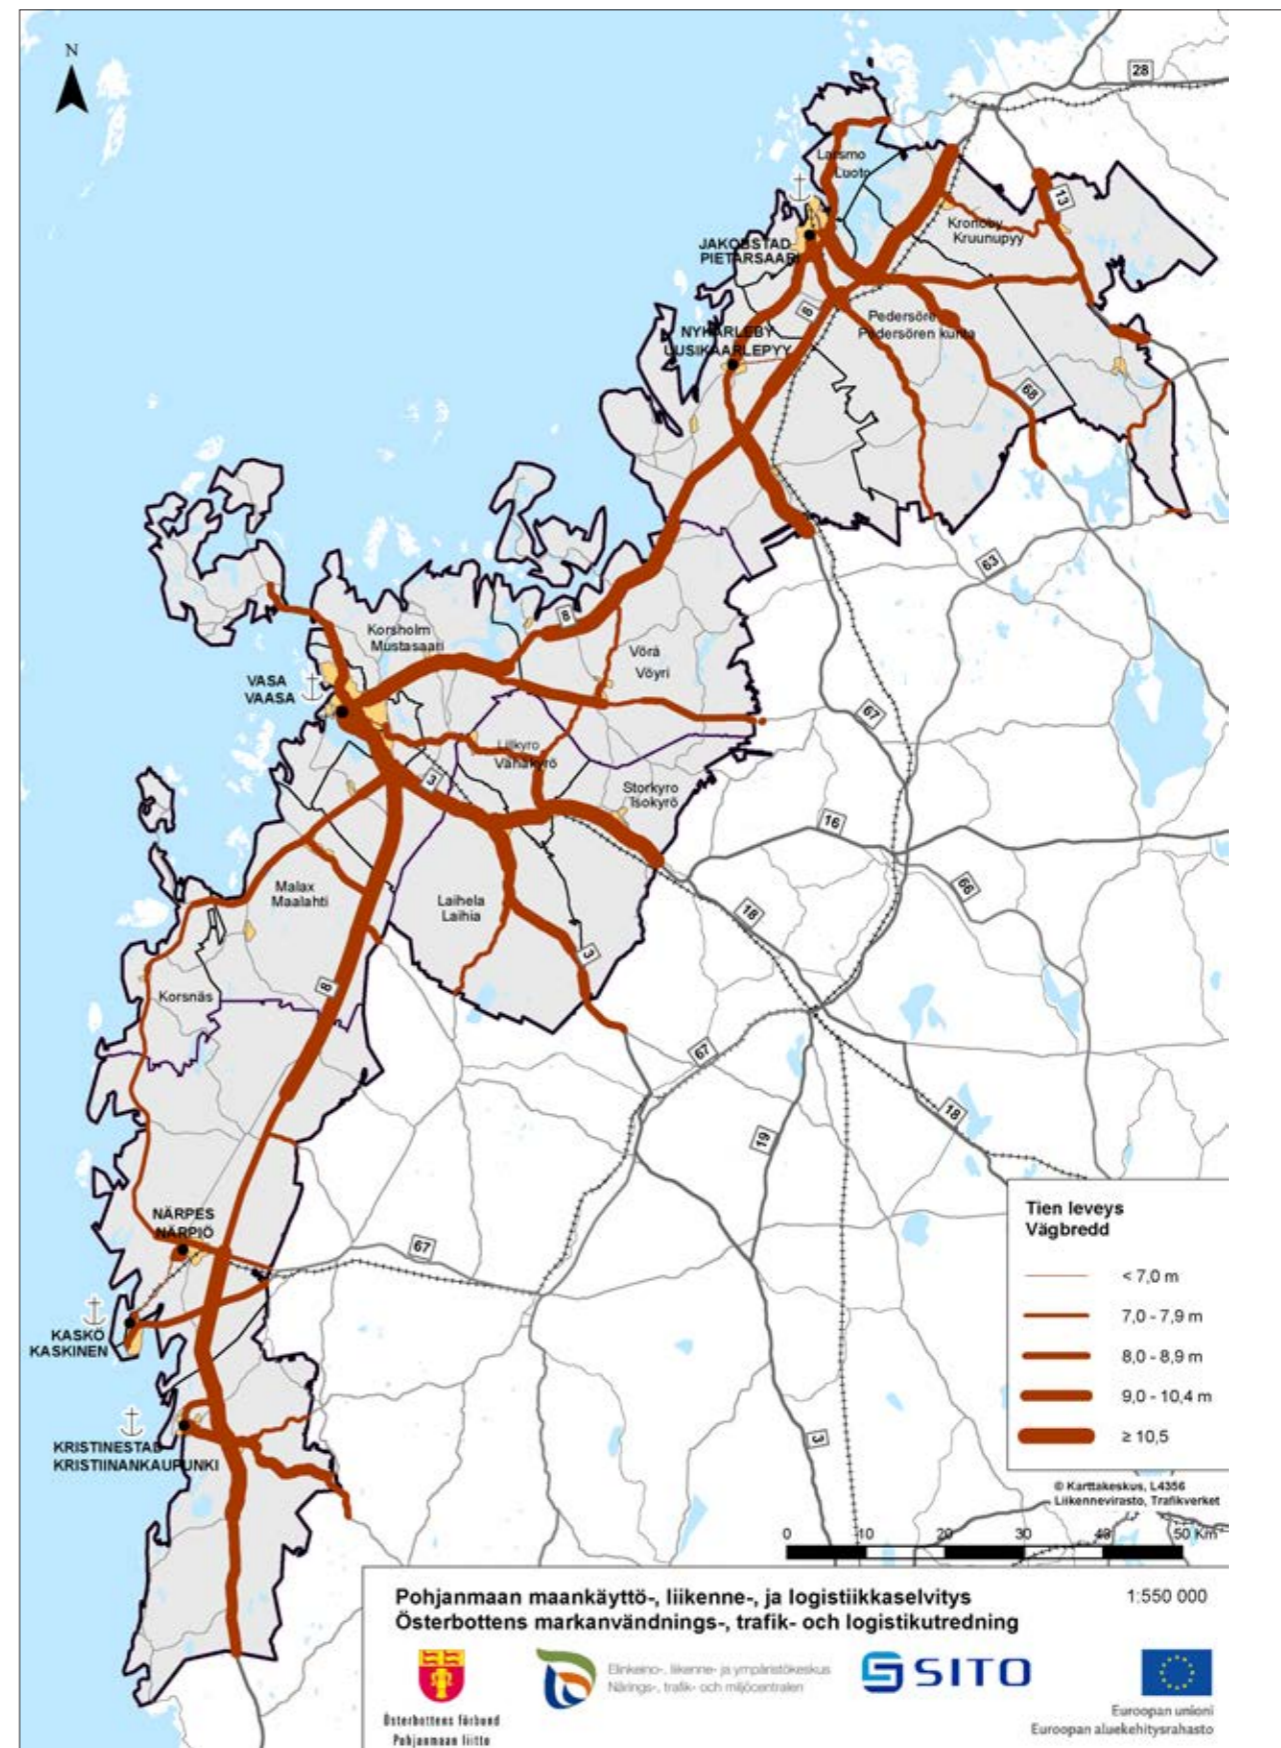 N
28
Larsmo
Luoto
13
Kronoby
Kruunupyy
JAKOBSTAD
PIETARSAARI
8
Pedersöre
Pedersören kunta
NYKARLEBY
UUSIKAARLEPYY
68
63
8
Korsholm
Mustasaari
Vörå
Vöyri
VASA
VAASA
67
Lillkyro
Vähäkyrö
3
Storkyro
Isokyrö
16
66
Malax
Maalahti
Laihela
Laihia
18
3
8
Korsnäs
67
18
19
NÄRPES
NÄRPIÖ
67
KASKÖ
KASKINEN
KRISTINESTAD
KRISTIINANKAUPUNKI
3
Tien leveys
Vägbredd
< 7,0 m
7,0 - 7,9 m
8,0 - 8,9 m
9,0 - 10,4 m
≥ 10,5
© Karttakeskus, L4356
Liikennevirasto, Trafikverket
0 10 20 30 40 50 Km
Pohjanmaan maankäyttö-, liikenne-, ja logistiikkaselvitys
1:550 000
Österbottens markanvändnings-, trafik- och logistikutredning
Elinkeino-, liikenne- ja ympäristökeskus
Närings-, trafik- och miljöcentralen
SITO
Österbottens förbund
Pohjanmaan liitto
Euroopan unioni
Euroopan aluekehitysrahasto